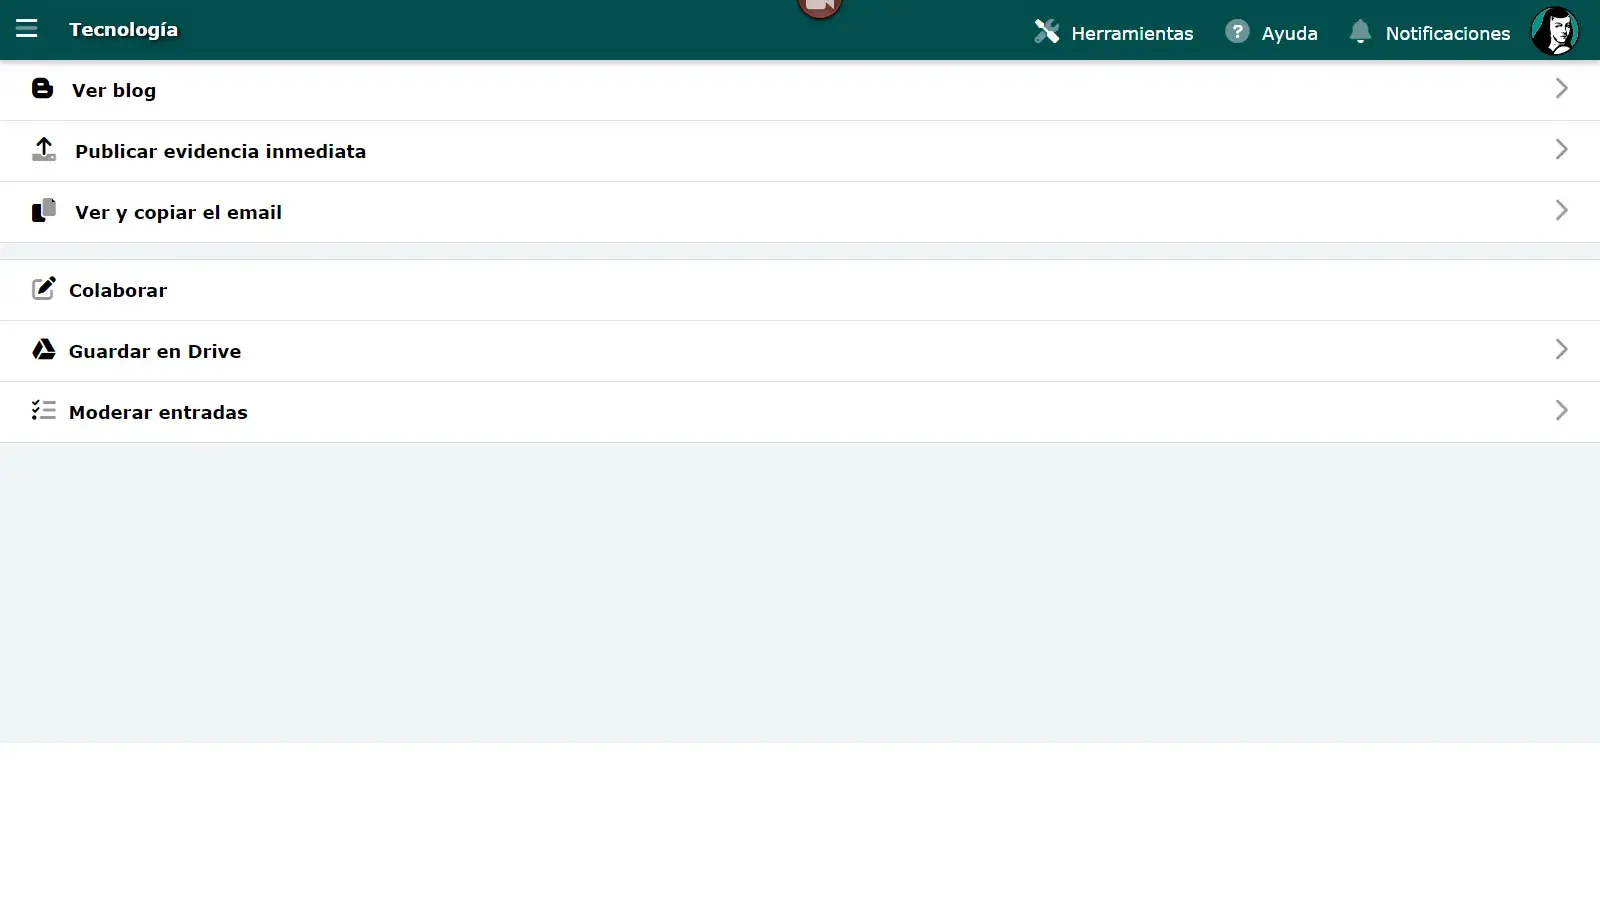 Tecnología
Herramientas
Ayuda
Notificaciones
Ver blog
Publicar evidencia inmediata
Ver y copiar el email
Colaborar
Guardar en Drive
Moderar entradas